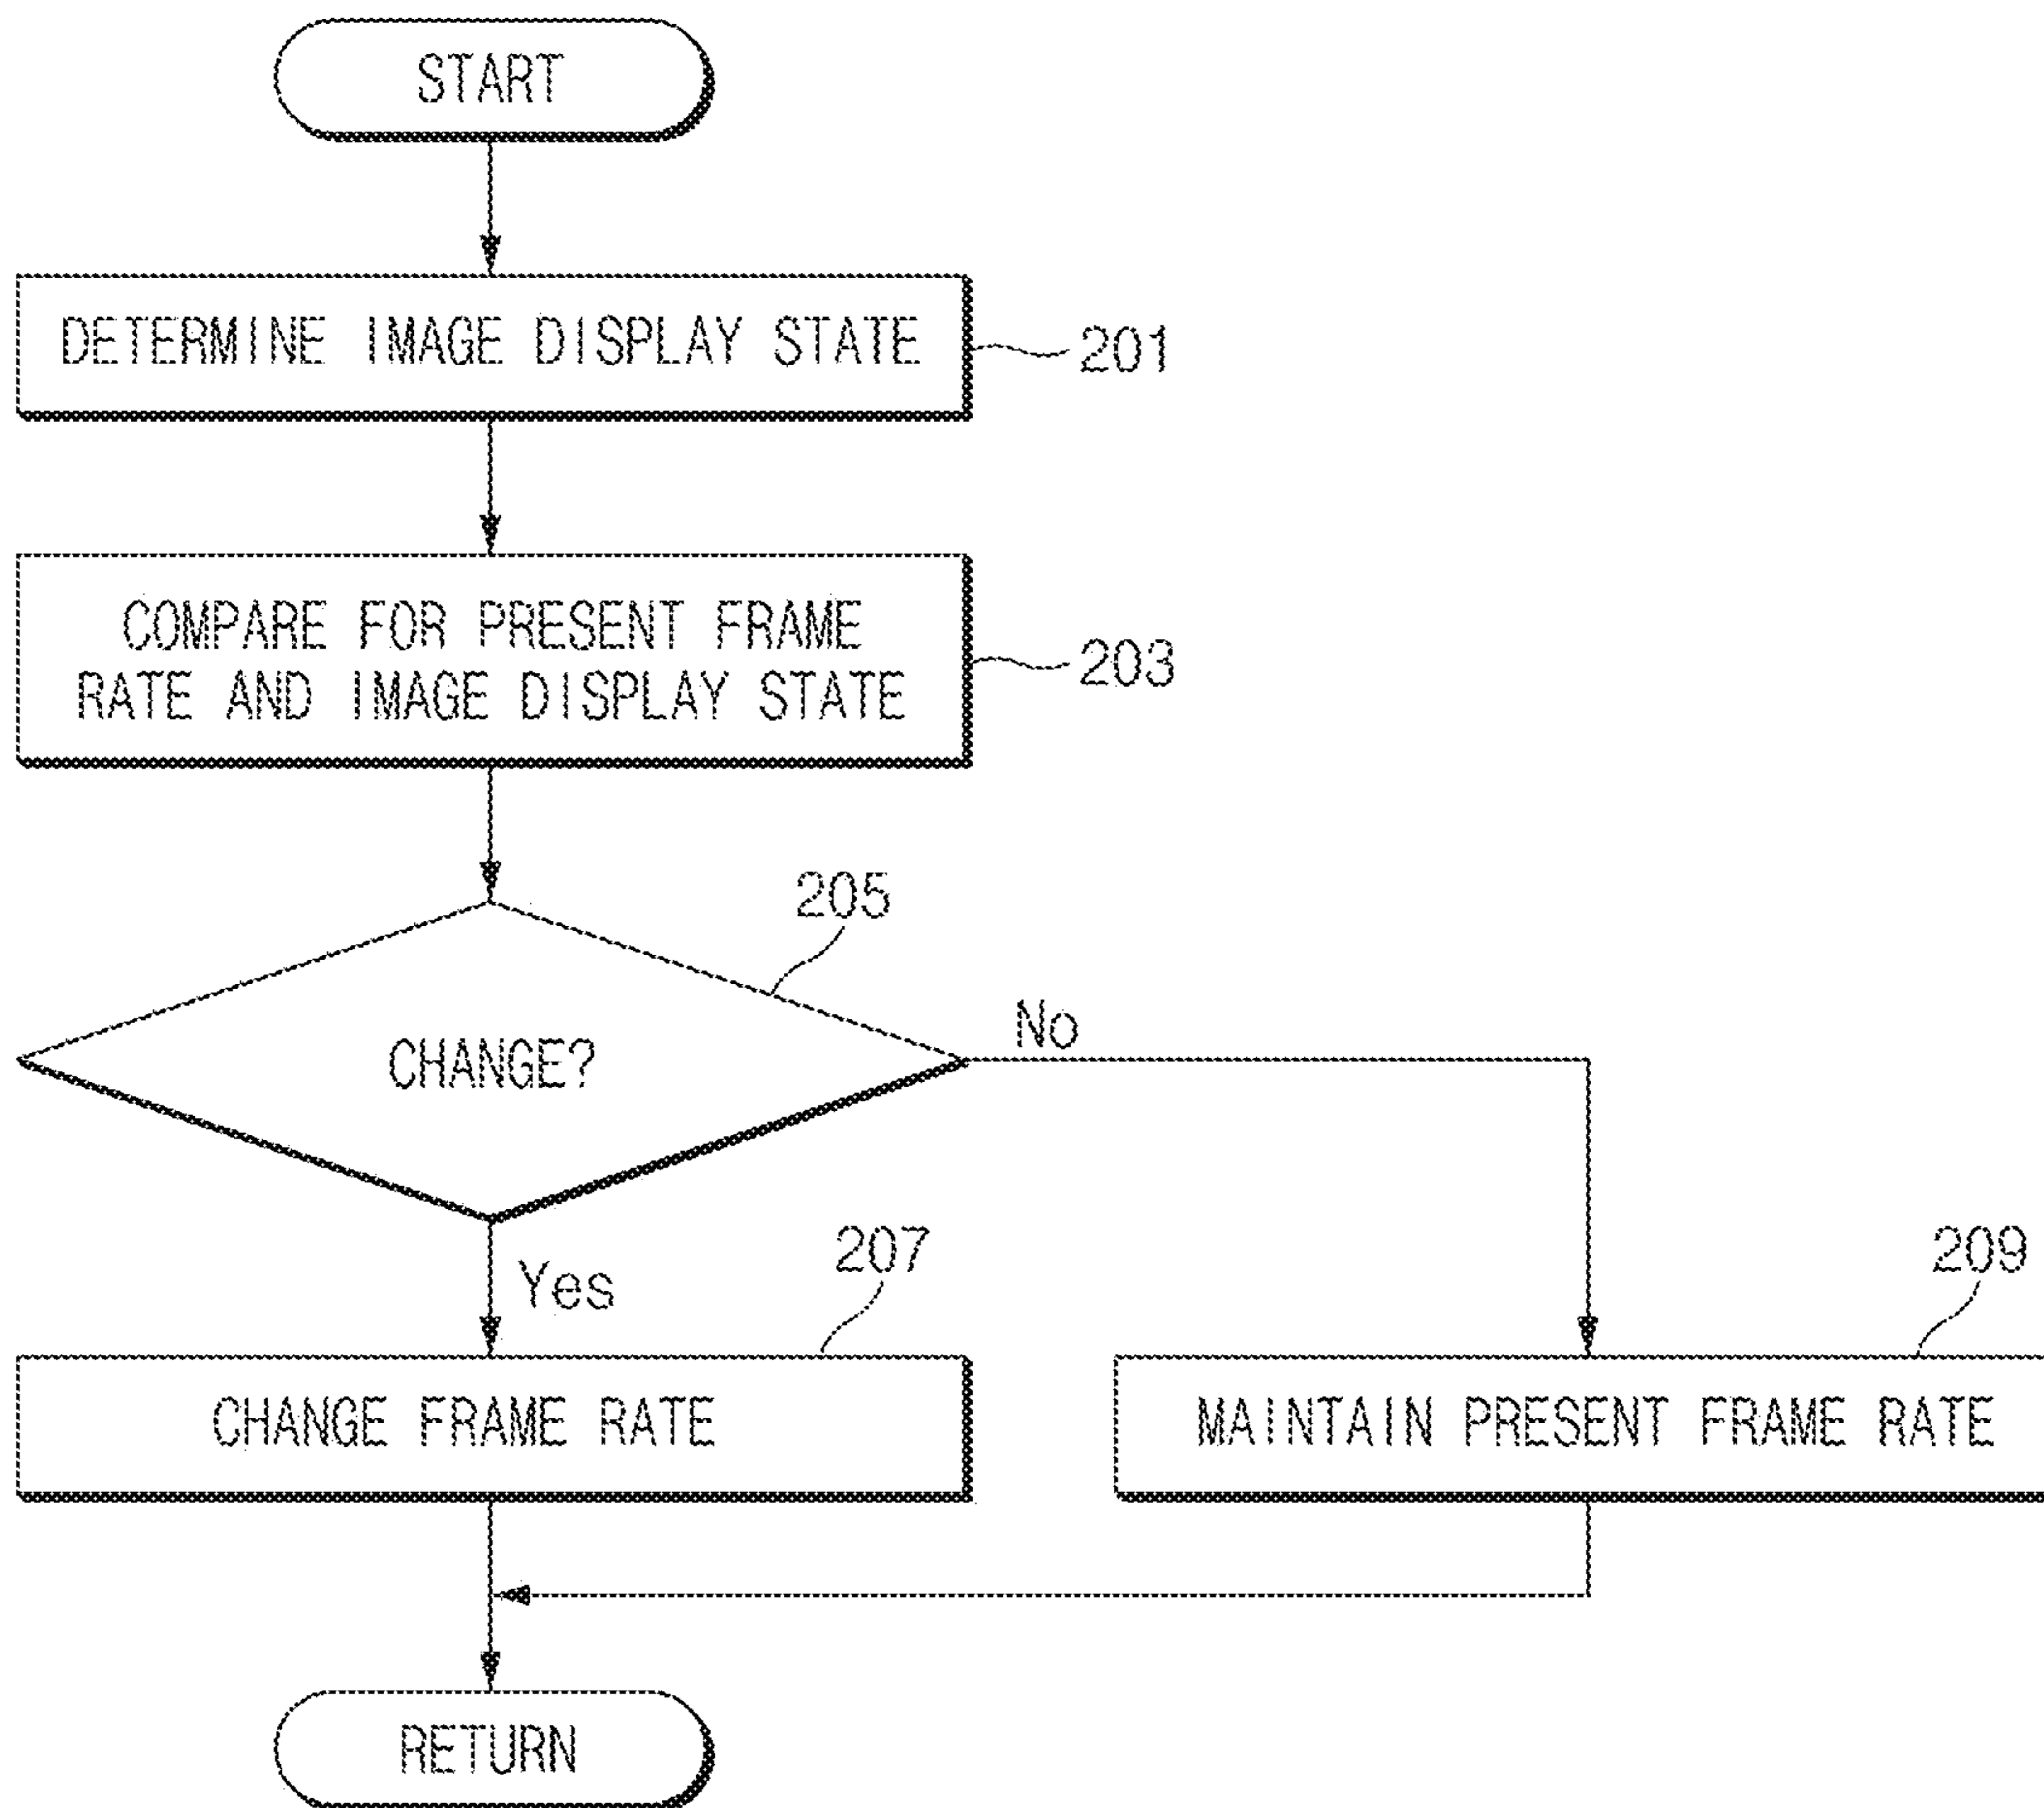 START
DETERMINE IMAGE DISPLAY STATE
201
COMPARE FOR PRESENT FRAME
RATE AND IMAGE DISPLAY STATE
203
205
CHANGE?
No
Yes
207
209
CHANGE FRAME RATE
MAINTAIN PRESENT FRAME RATE
RETURN